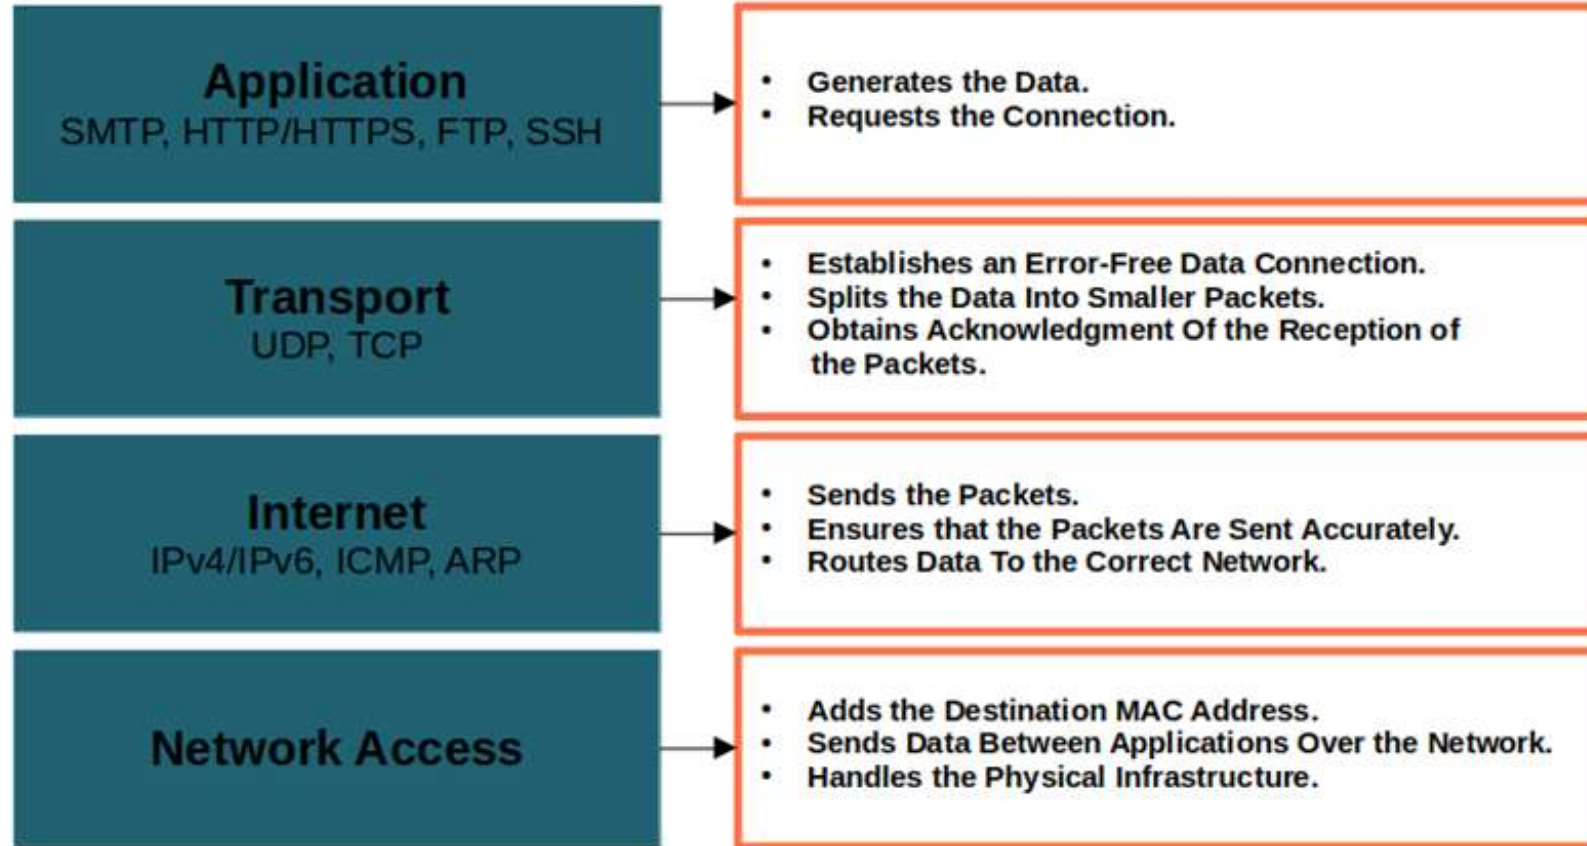 Application
SMTP, HTTP/HTTPS, FTP, SSH
• Generates the Data.
• Requests the Connection.
Transport
UDP, TCP
• Establishes an Error-Free Data Connection.
• Splits the Data Into Smaller Packets.
• Obtains Acknowledgment Of the Reception of
the Packets.
Internet
IPv4/IPv6, ICMP, ARP
• Sends the Packets.
• Ensures that the Packets Are Sent Accurately.
• Routes Data To the Correct Network.
Network Access
• Adds the Destination MAC Address.
• Sends Data Between Applications Over the Network.
• Handles the Physical Infrastructure.